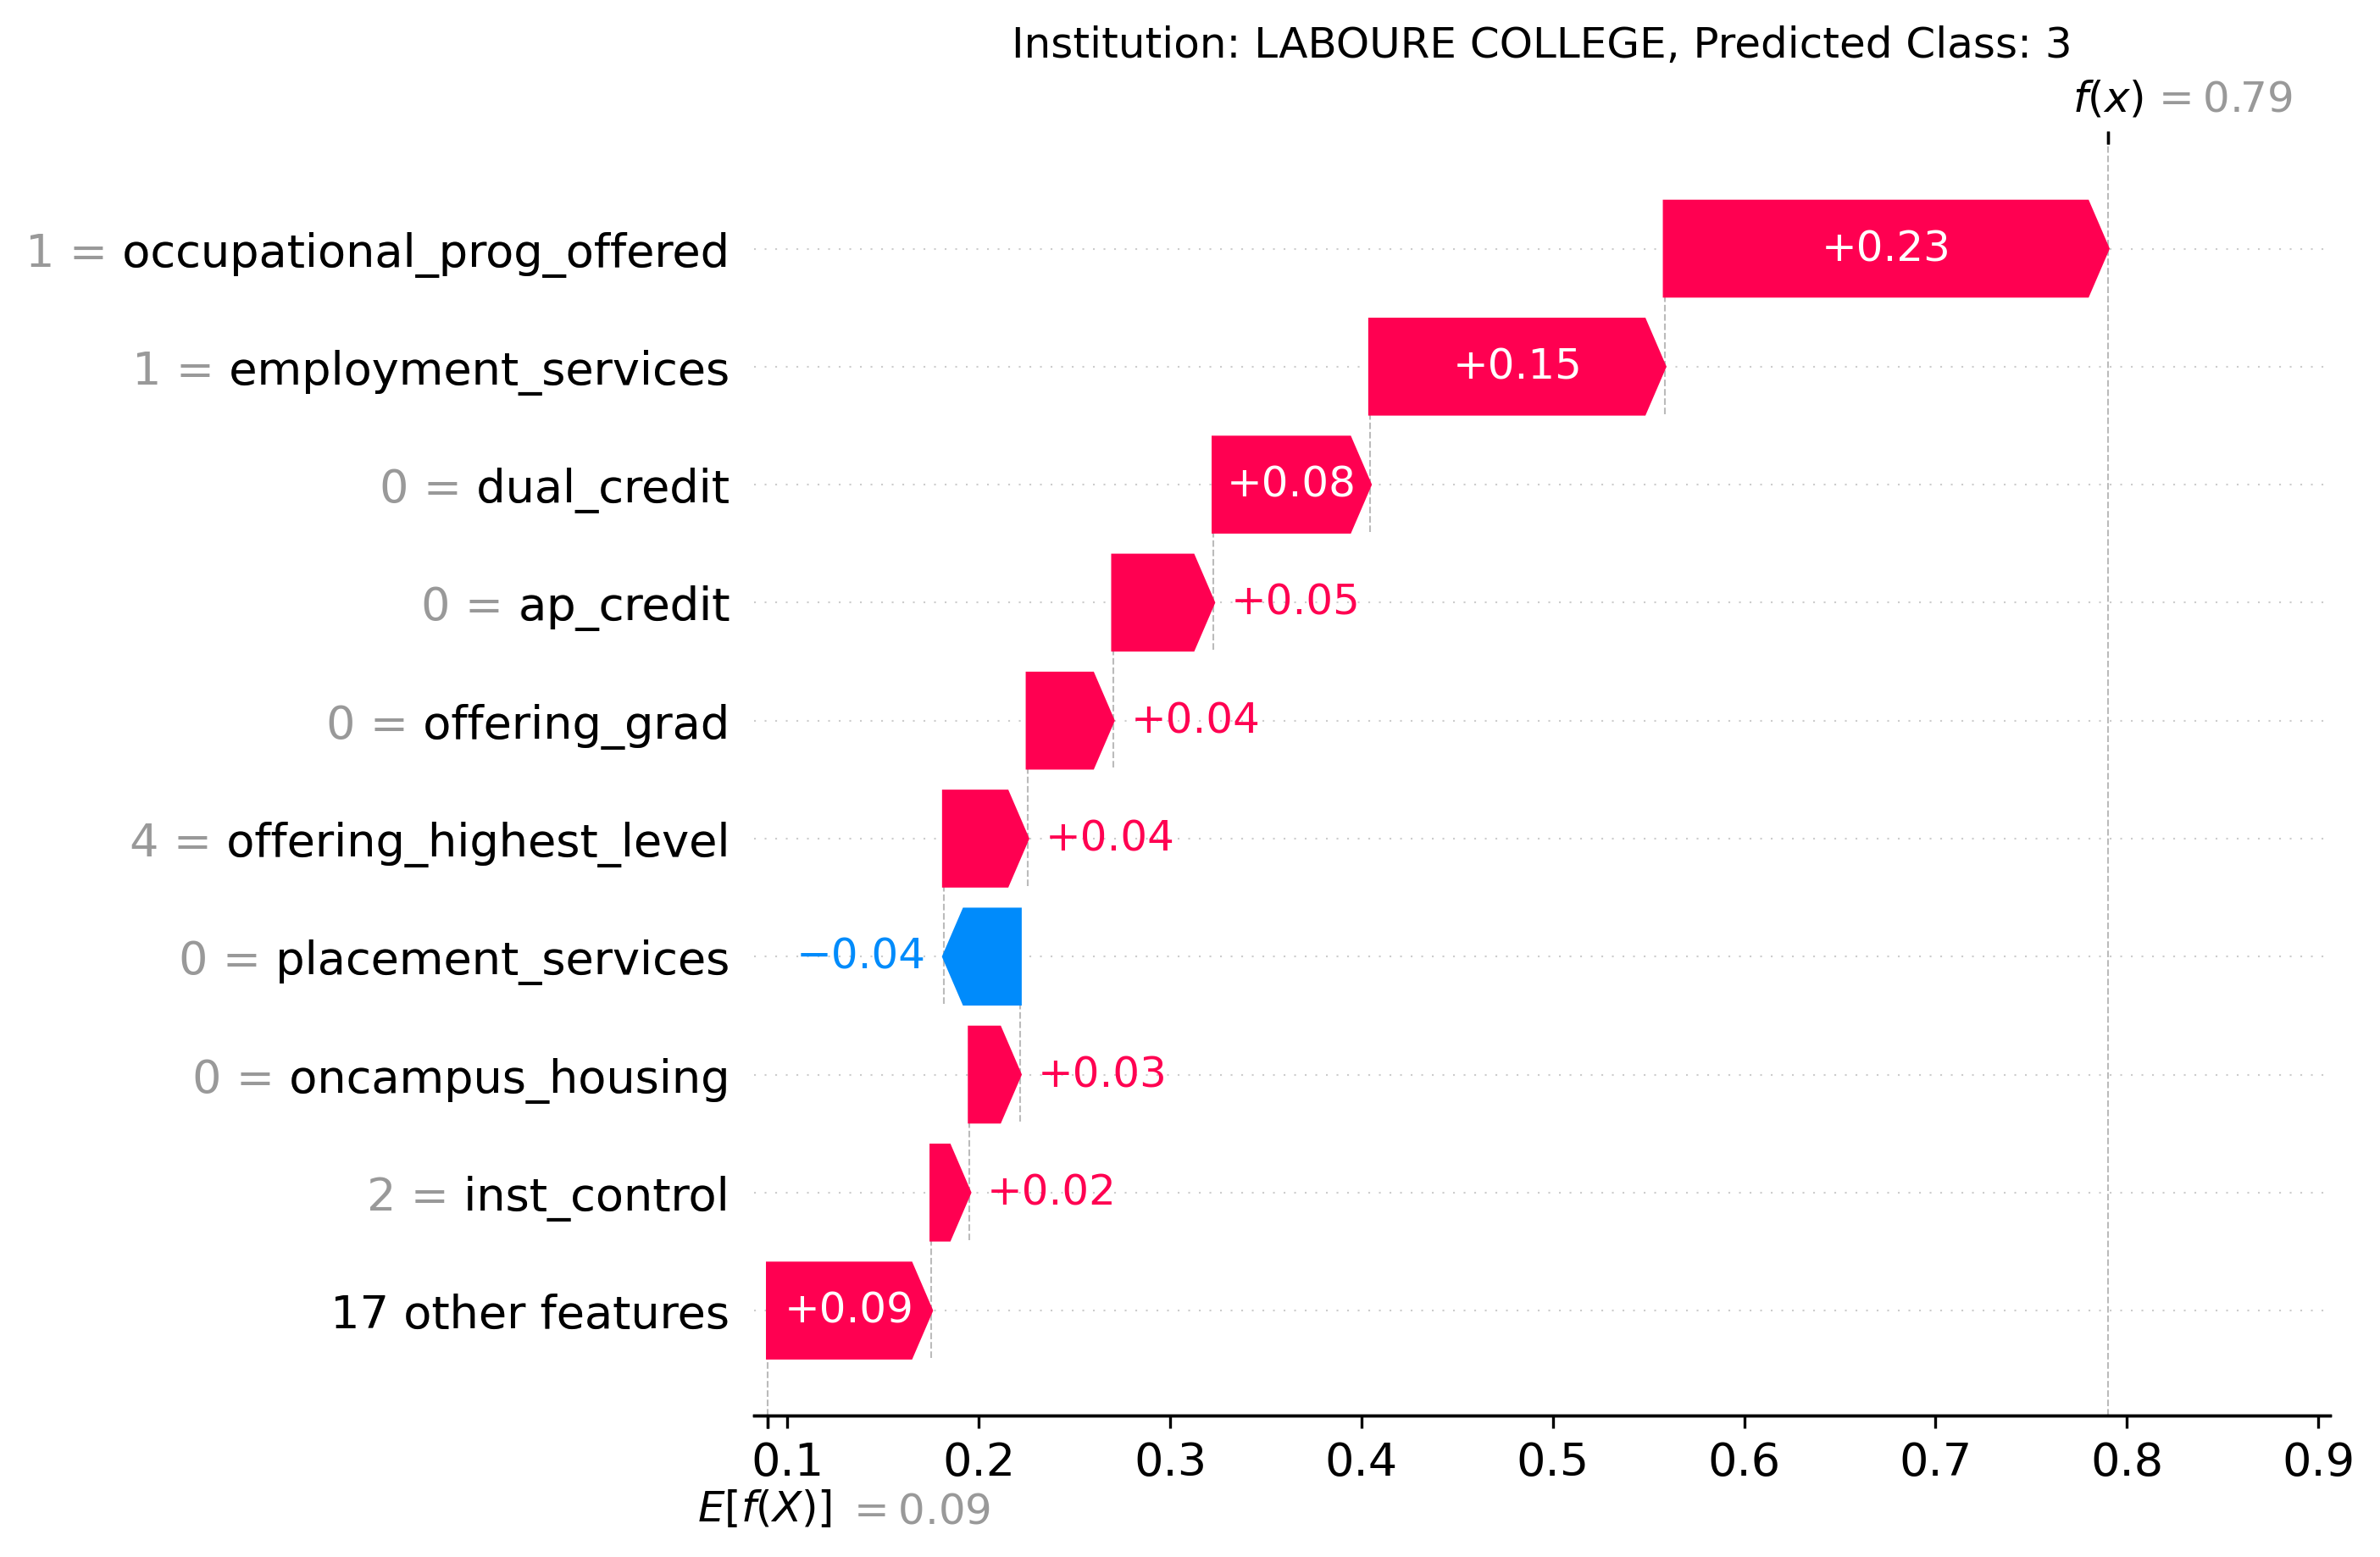 Institution: LABOURE COLLEGE, Predicted Class: 3
f(x) = 0.79
1 = occupational_prog_offered +0.23
1 = employment_services +0.15
0 = dual_credit +0.08
0 = ap_credit +0.05
0 = offering_grad +0.04
4 = offering_highest_level +0.04
0 = placement_services −0.04
0 = oncampus_housing +0.03
2 = inst_control +0.02
17 other features +0.09
0.1 0.2 0.3 0.4 0.5 0.6 0.7 0.8 0.9
E[f(X)] = 0.09